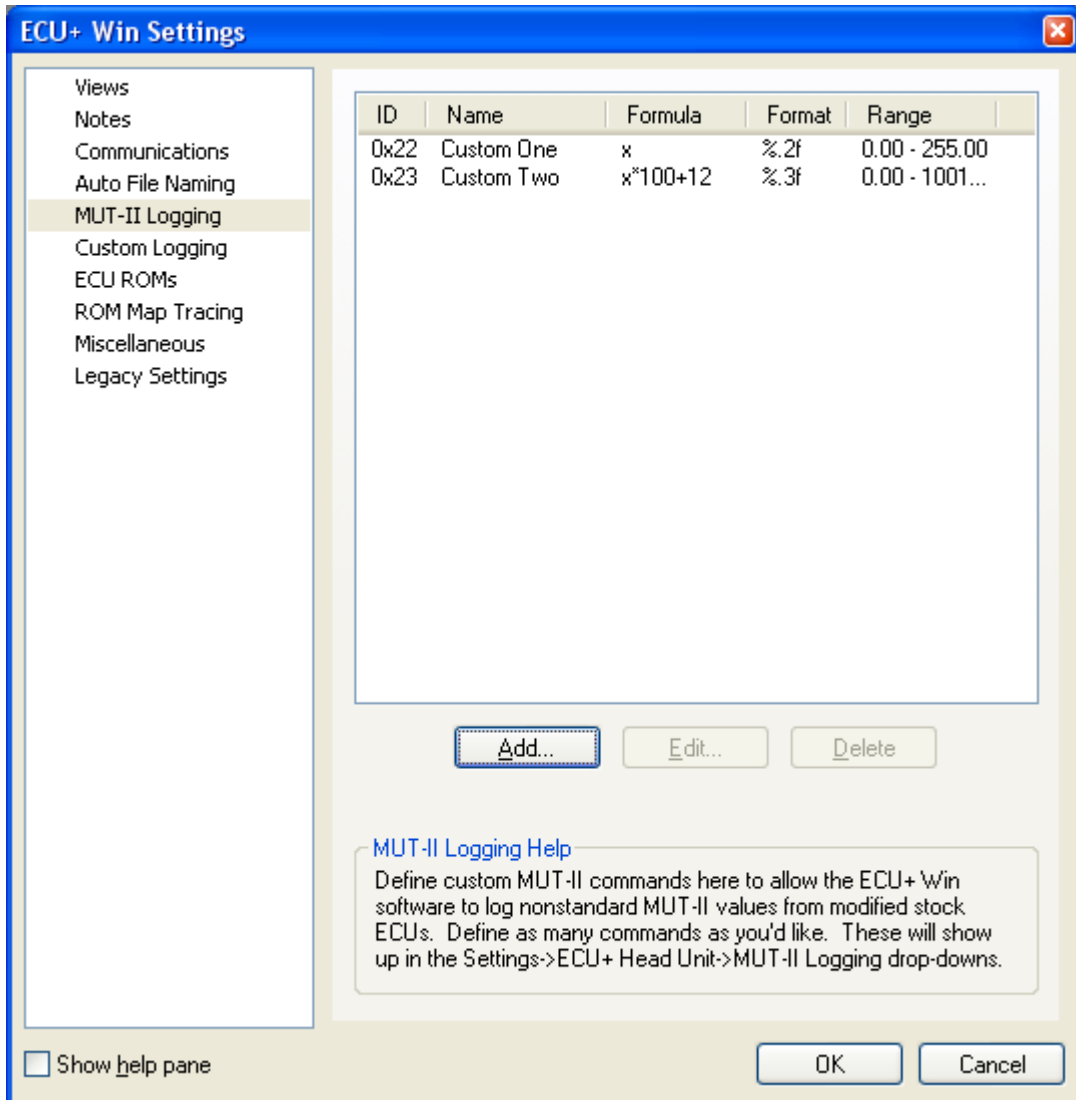 ECU+ Win Settings
Views
Notes
Communications
Auto File Naming
MUT-II Logging
Custom Logging
ECU ROMs
ROM Map Tracing
Miscellaneous
Legacy Settings
ID Name Formula Format Range
0x22 Custom One x %.2f 0.00 - 255.00
0x23 Custom Two x*100+12 %.3f 0.00 - 1001...
Add... Edit... Delete
MUT-II Logging Help
Define custom MUT-II commands here to allow the ECU+ Win
software to log nonstandard MUT-II values from modified stock
ECUs. Define as many commands as you'd like. These will show
up in the Settings->ECU+ Head Unit->MUT-II Logging drop-downs.
Show help pane
OK Cancel